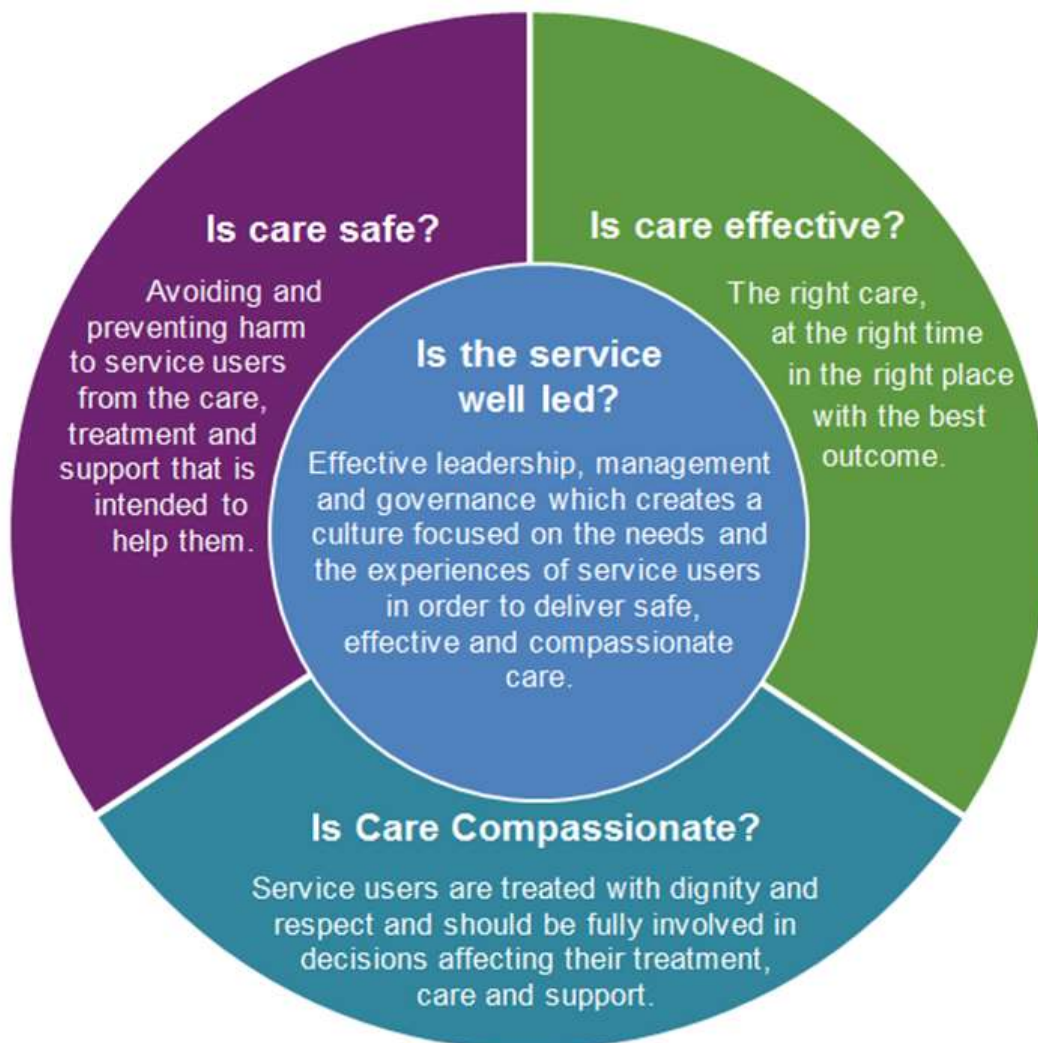 Is care safe?
Avoiding and
preventing harm
to service users
from the care,
treatment and
support that is
intended to
help them.
Is care effective?
The right care,
at the right time
in the right place
with the best
outcome.
Is the service
well led?
Effective leadership, management
and governance which creates a
culture focused on the needs and
the experiences of service users
in order to deliver safe,
effective and compassionate
care.
Is Care Compassionate?
Service users are treated with dignity and
respect and should be fully involved in
decisions affecting their treatment,
care and support.